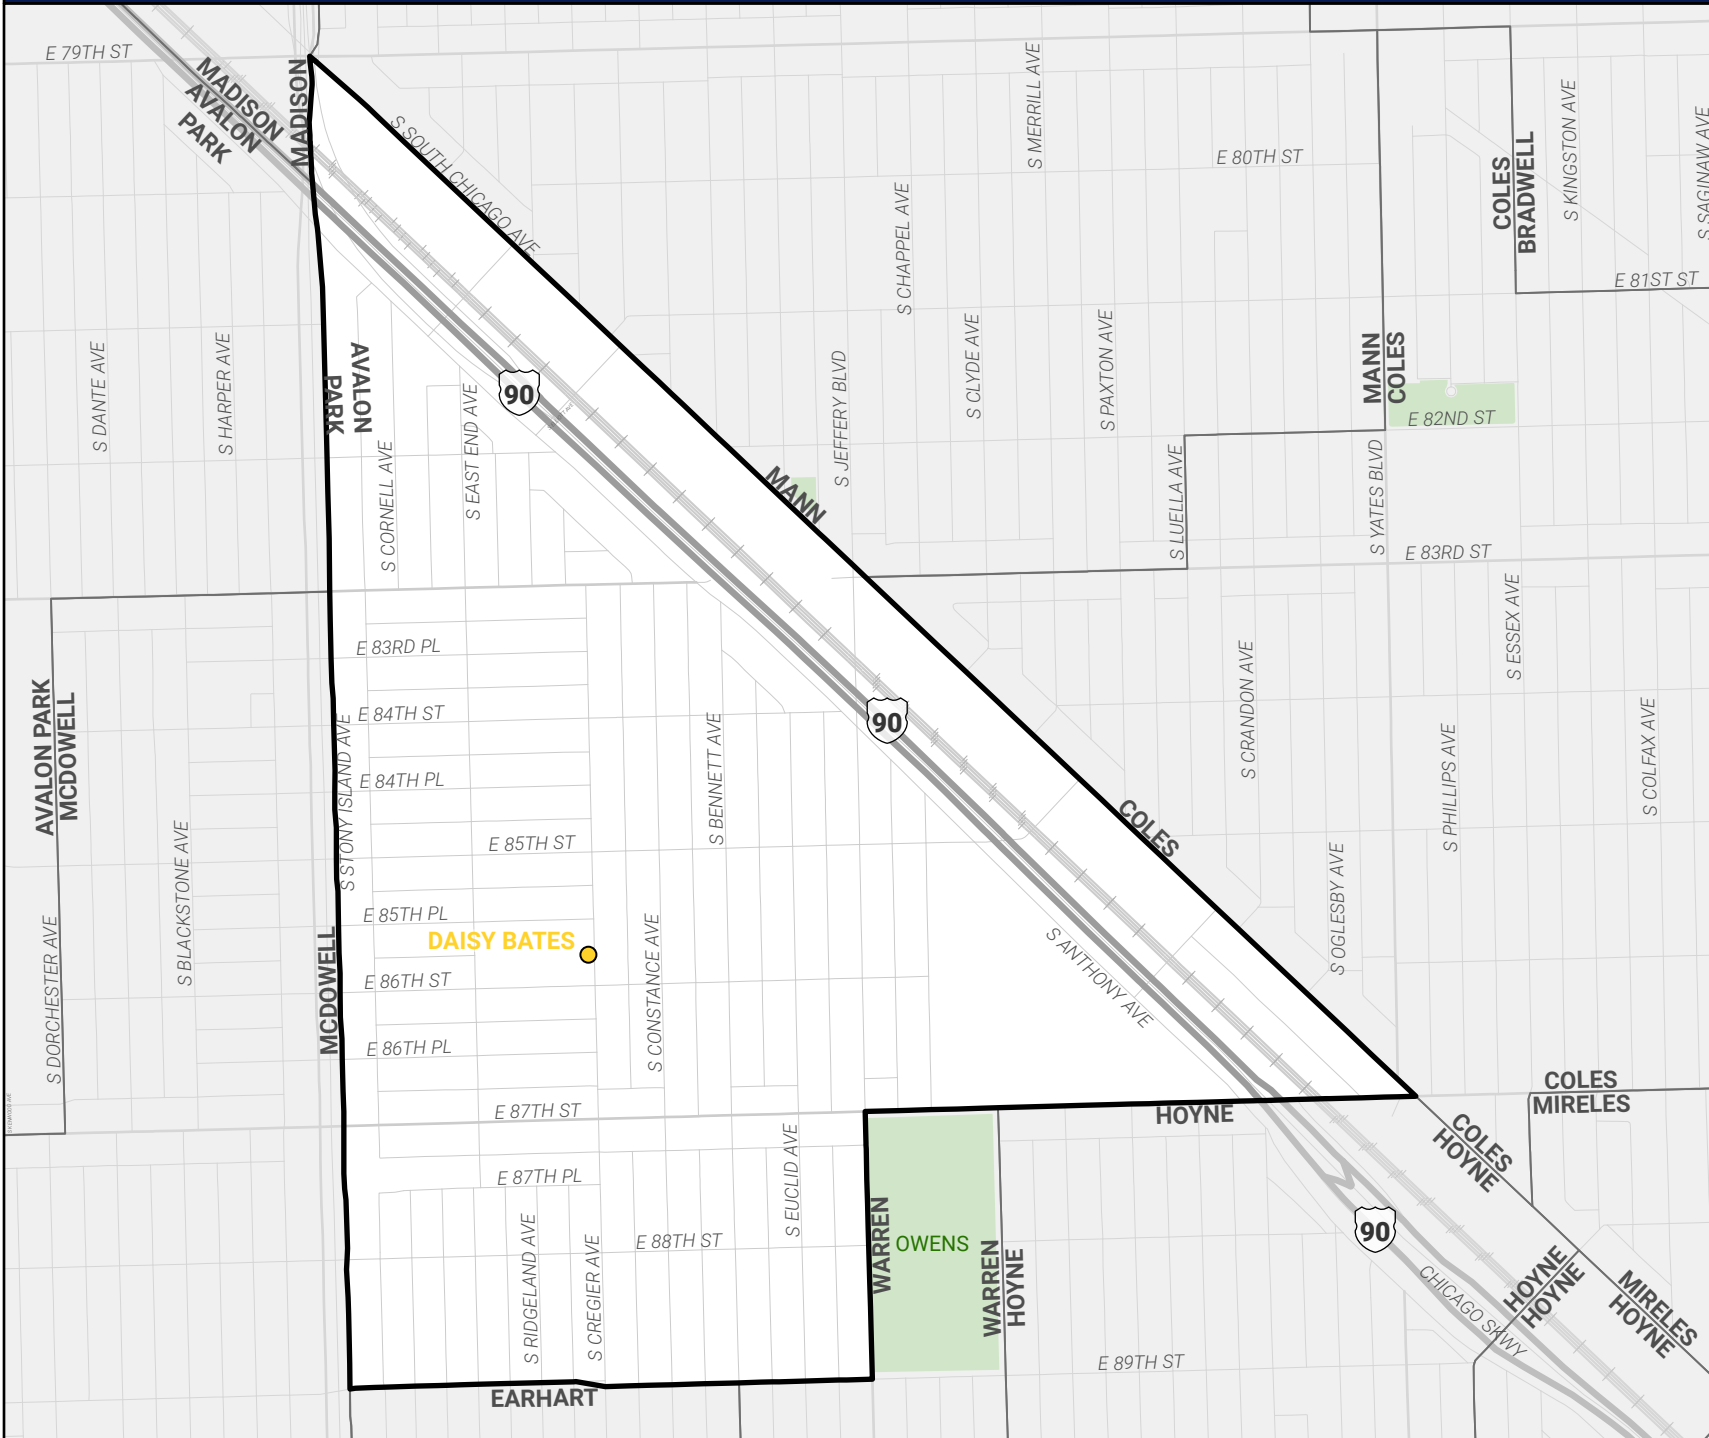 E 79TH ST
MADISON
AVALON
PARK
MADISON
S SOUTH CHICAGO AVE
S MERRILL AVE
E 80TH ST
COLES
BRADWELL
S KINGSTON AVE
S SAGINAW AVE
S CHAPPEL AVE
E 81ST ST
S DANTE AVE
S HARPER AVE
AVALON
PARK
S CORNELL AVE
S EAST END AVE
90
S JEFFERY BLVD
S CLYDE AVE
S PAXTON AVE
MANN
COLES
E 82ND ST
MANN
S LUELLA AVE
S YATES BLVD
E 83RD ST
S ESSEX AVE
E 83RD PL
AVALON PARK
MCDOWELL
S STONY ISLAND AVE
E 84TH ST
E 84TH PL
S BENNETT AVE
90
S CRANDON AVE
S PHILLIPS AVE
S COLFAX AVE
COLES
E 85TH ST
S BLACKSTONE AVE
S DORCHESTER AVE
E 85TH PL
DAISY BATES
E 86TH ST
MCDOWELL
E 86TH PL
S CONSTANCE AVE
S ANTHONY AVE
S OGLESBY AVE
E 87TH ST
HOYNE
COLES
MIRELES
COLES
HOYNE
S EUCLID AVE
E 87TH PL
S RIDGELAND AVE
S CREGIER AVE
E 88TH ST
WARREN
OWENS
WARREN
HOYNE
90
CHICAGO SKWY
HOYNE
HOYNE
MIRELES
HOYNE
E 89TH ST
EARHART